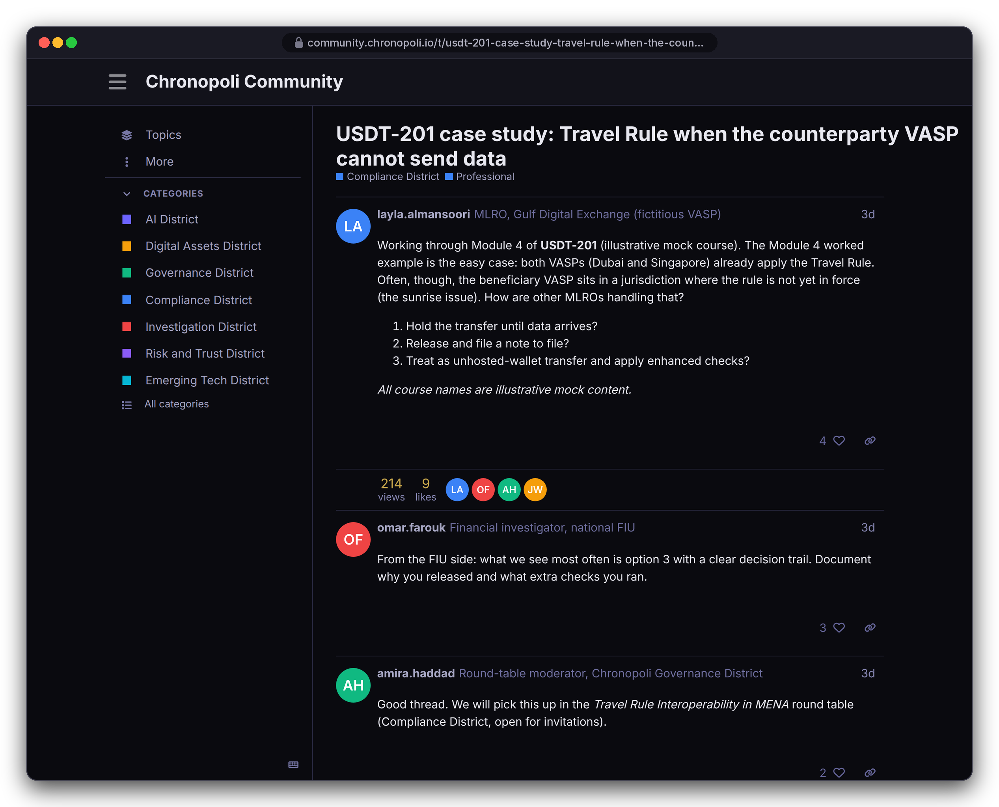 community.chronopoli.io/t/usdt-201-case-study-travel-rule-when-the-coun...
Chronopoli Community
Topics
More
CATEGORIES
AI District
Digital Assets District
Governance District
Compliance District
Investigation District
Risk and Trust District
Emerging Tech District
All categories
USDT-201 case study: Travel Rule when the counterparty VASP
cannot send data
Compliance District Professional
LA
layla.almansoori MLRO, Gulf Digital Exchange (fictitious VASP) 3d
Working through Module 4 of USDT-201 (illustrative mock course). The Module 4 worked
example is the easy case: both VASPs (Dubai and Singapore) already apply the Travel Rule.
Often, though, the beneficiary VASP sits in a jurisdiction where the rule is not yet in force
(the sunrise issue). How are other MLROs handling that?
1. Hold the transfer until data arrives?
2. Release and file a note to file?
3. Treat as unhosted-wallet transfer and apply enhanced checks?
All course names are illustrative mock content.
4
214 9 LA OF AH JW
views likes
OF
omar.farouk Financial investigator, national FIU 3d
From the FIU side: what we see most often is option 3 with a clear decision trail. Document
why you released and what extra checks you ran.
3
AH
amira.haddad Round-table moderator, Chronopoli Governance District 3d
Good thread. We will pick this up in the Travel Rule Interoperability in MENA round table
(Compliance District, open for invitations).
2